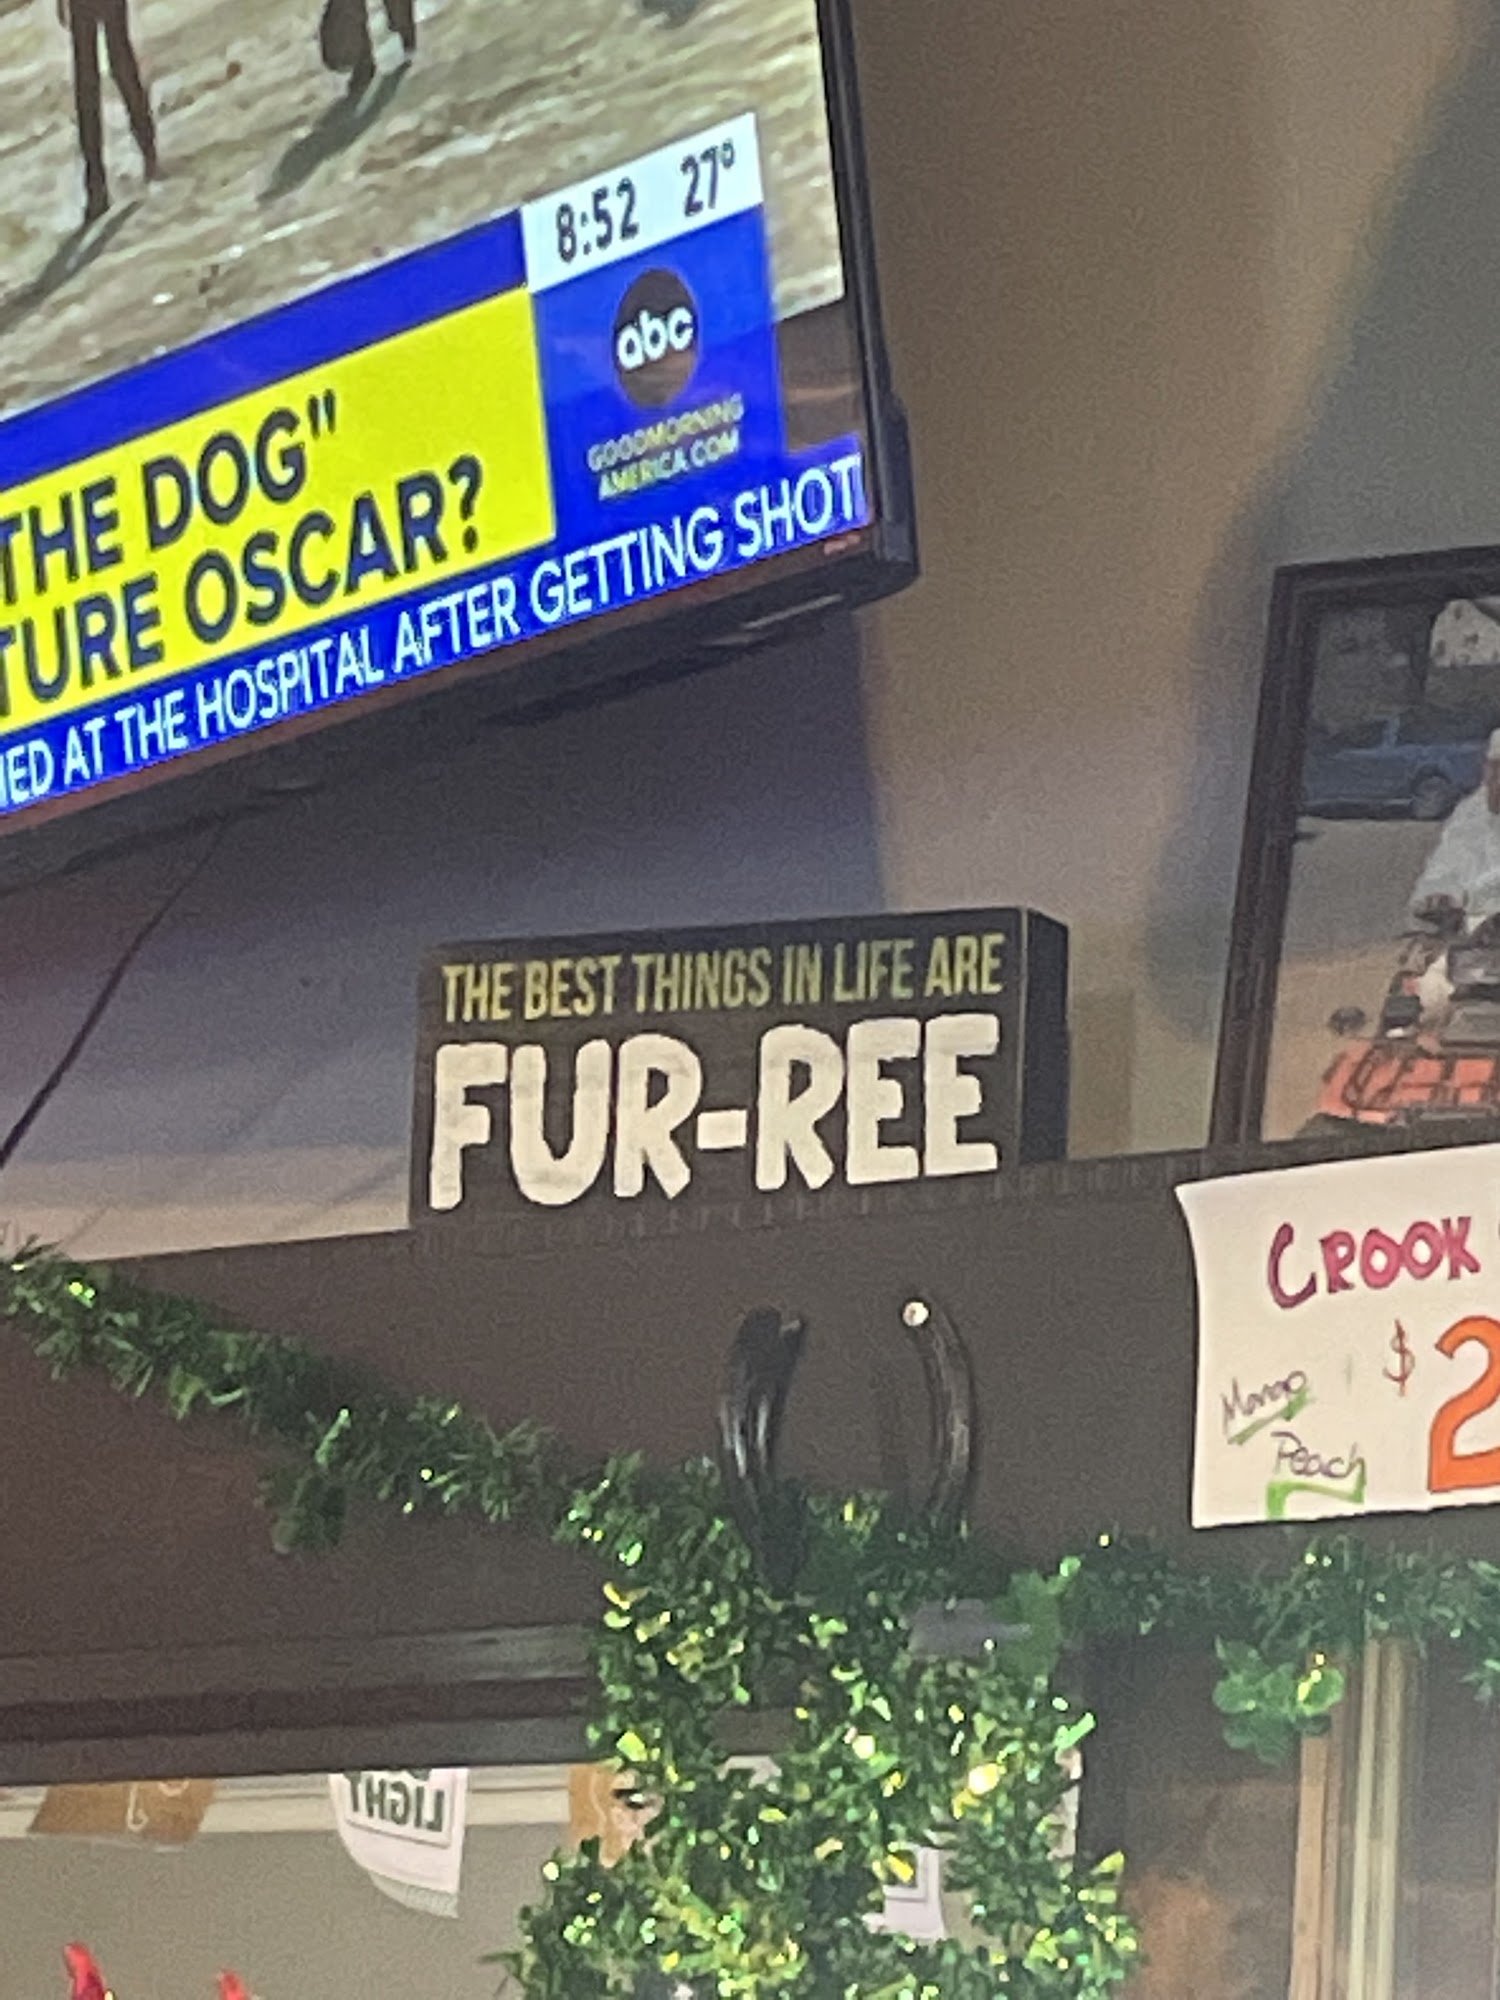 8:52 27°
abc
GOODMORNING
AMERICA.COM
THE DOG"
TURE OSCAR?
ED AT THE HOSPITAL AFTER GETTING SHOT
THE BEST THINGS IN LIFE ARE
FUR-REE
CROOK
$2
Mango
Peach
LIGHT